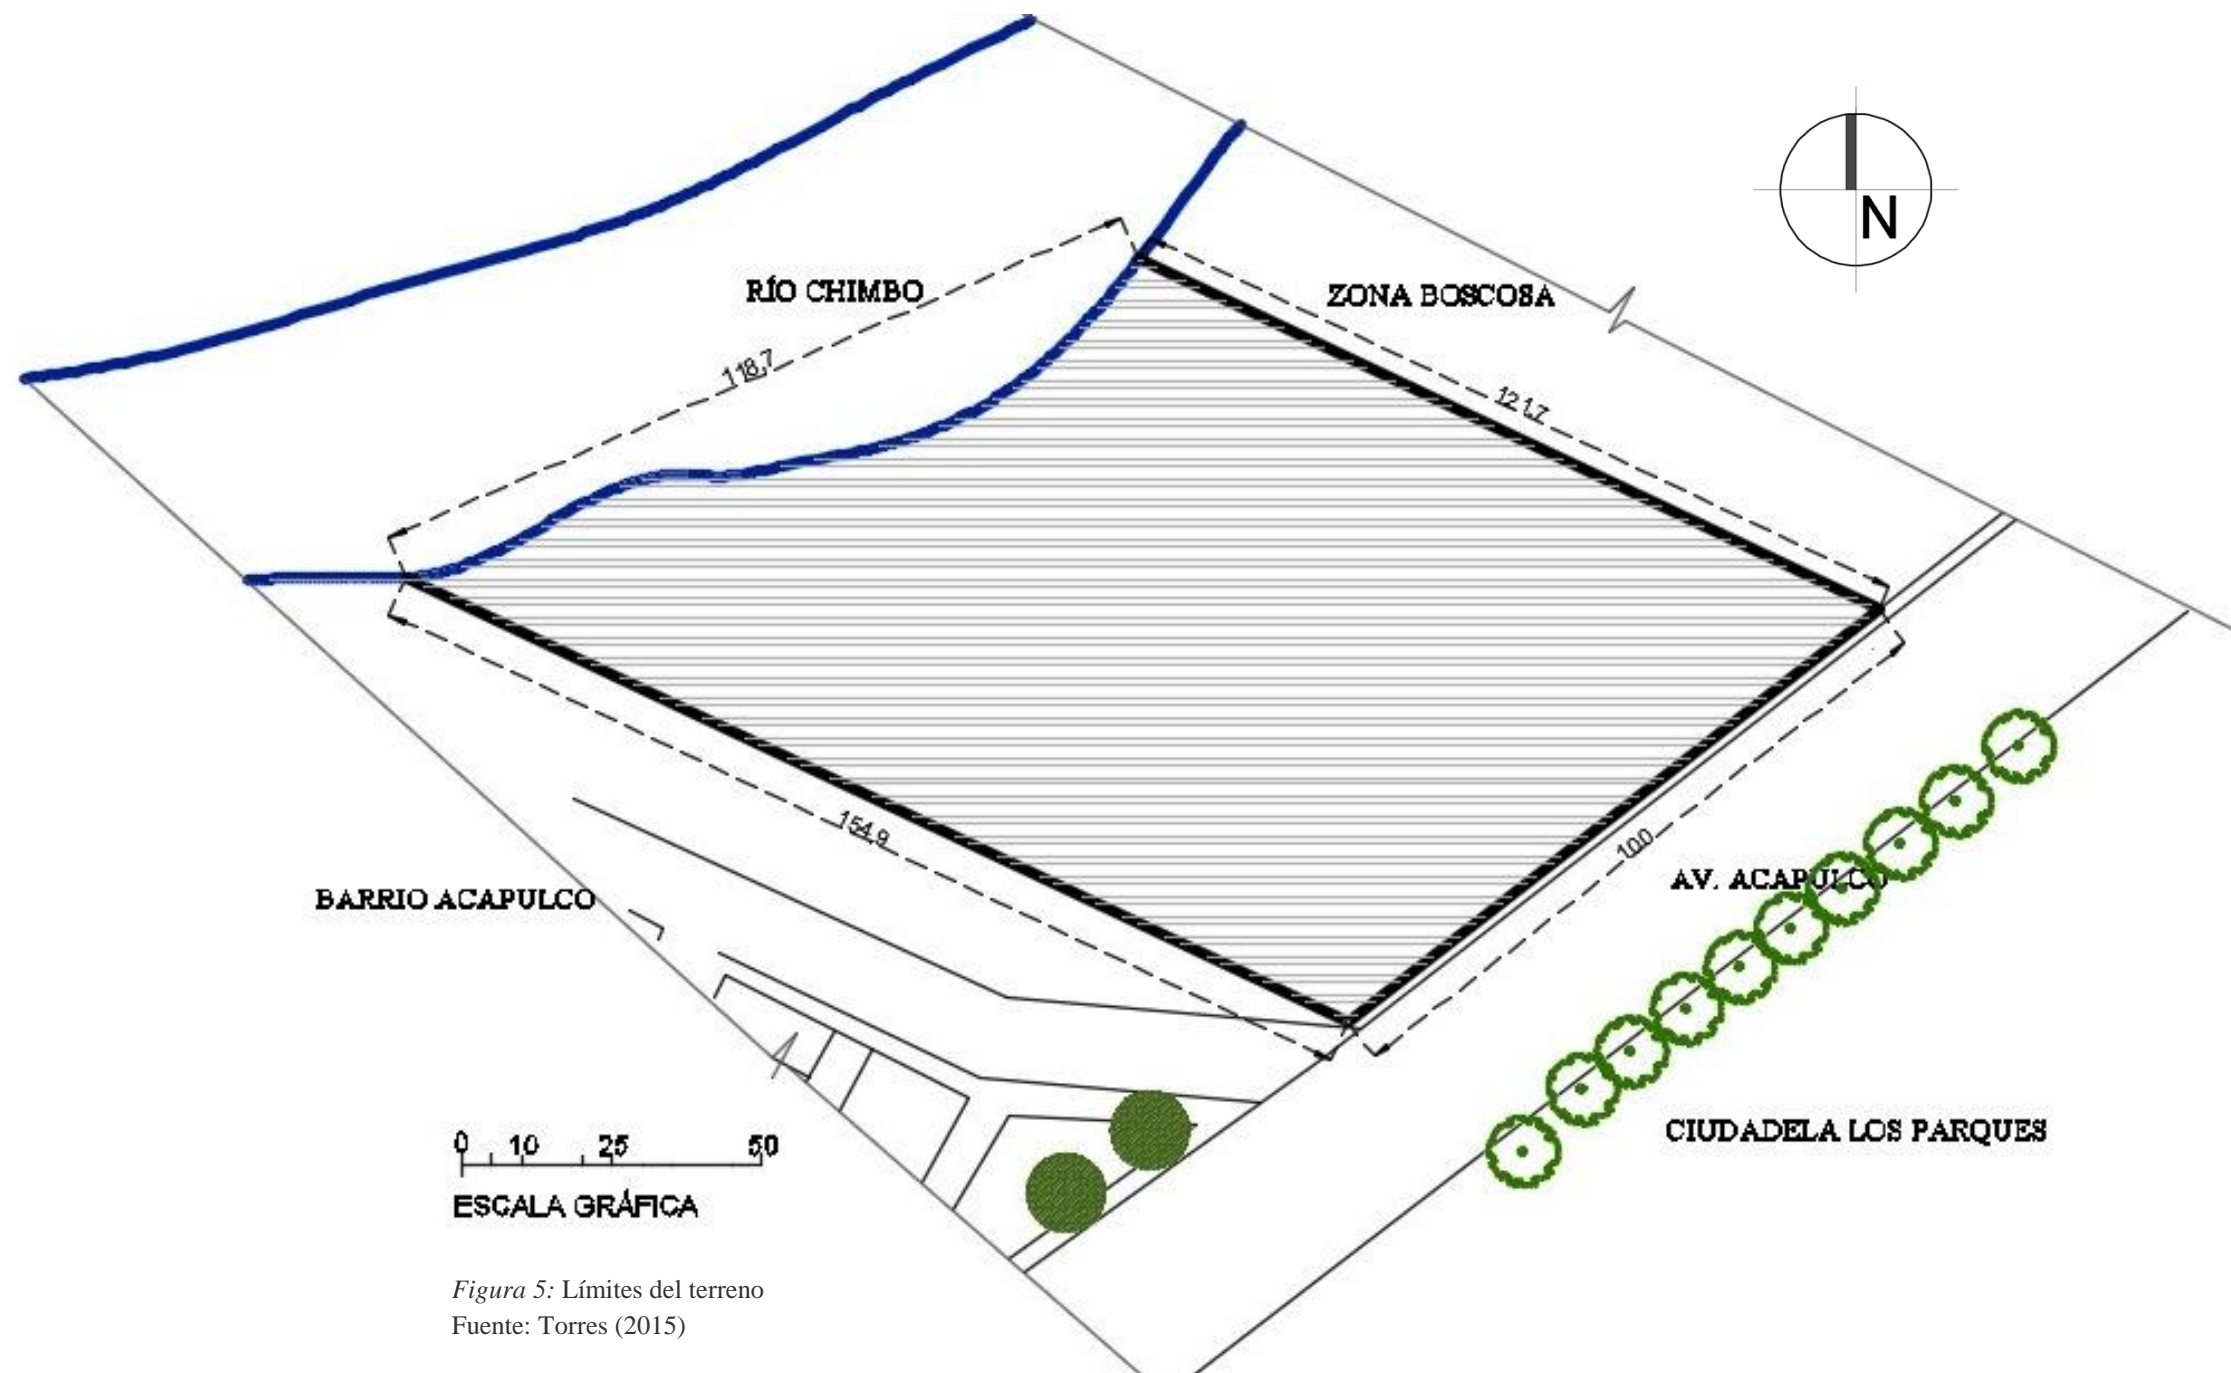 N
RÍO CHIMBO
ZONA BOSCOSA
118,7
121,7
154,9
100
AV. ACAPULCO
BARRIO ACAPULCO
CIUDADELA LOS PARQUES
0 10 25 50
ESCALA GRÁFICA
Figura 5: Límites del terreno
Fuente: Torres (2015)